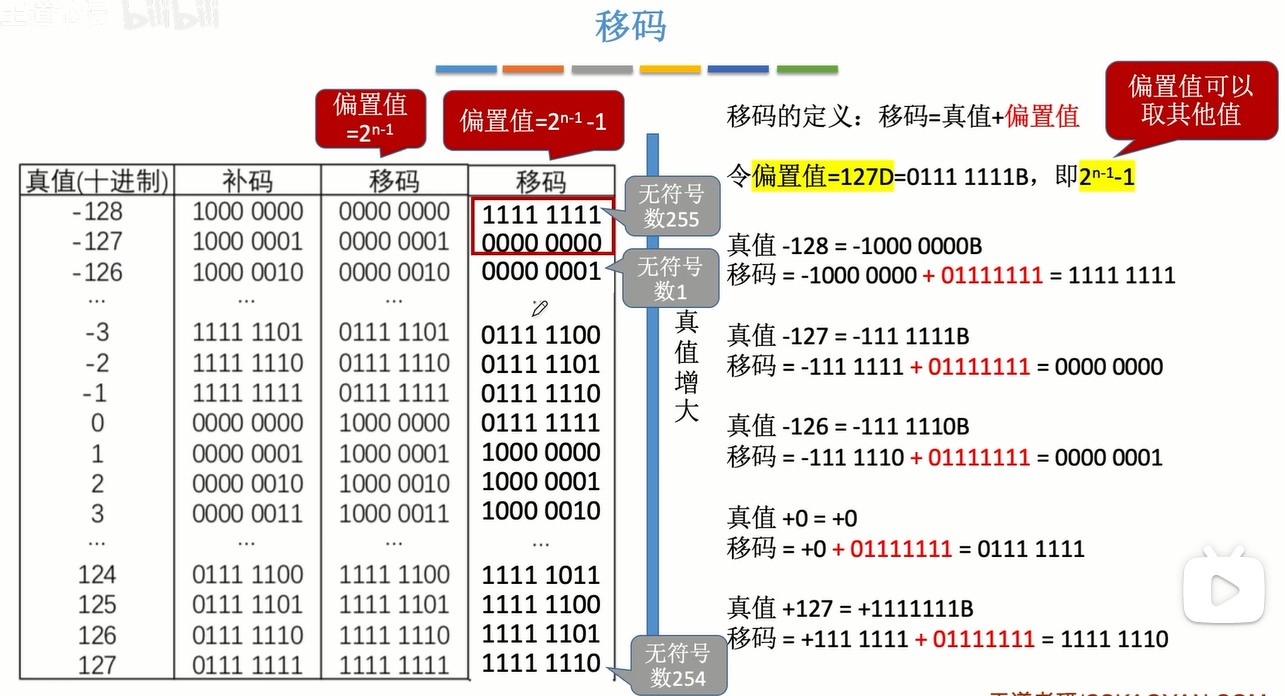 bilibili
移码
偏置值
=2ⁿ⁻¹
偏置值=2ⁿ⁻¹ -1
偏置值可以
取其他值
移码的定义：移码=真值+偏置值
令偏置值=127D=0111 1111B，即2ⁿ⁻¹-1
真值(十进制) 补码 移码 移码
-128 1000 0000 0000 0000 1111 1111
-127 1000 0001 0000 0001 0000 0000
-126 1000 0010 0000 0010 0000 0001
... ... ...
-3 1111 1101 0111 1101 0111 1100
-2 1111 1110 0111 1110 0111 1101
-1 1111 1111 0111 1111 0111 1110
0 0000 0000 1000 0000 0111 1111
1 0000 0001 1000 0001 1000 0000
2 0000 0010 1000 0010 1000 0001
3 0000 0011 1000 0011 1000 0010
... ... ... ...
124 0111 1100 1111 1100 1111 1011
125 0111 1101 1111 1101 1111 1100
126 0111 1110 1111 1110 1111 1101
127 0111 1111 1111 1111 1111 1110
无符号
数255
无符号
数1
真
值
增
大
无符号
数254
真值 -128 = -1000 0000B
移码 = -1000 0000 + 01111111 = 1111 1111
真值 -127 = -111 1111B
移码 = -111 1111 + 01111111 = 0000 0000
真值 -126 = -111 1110B
移码 = -111 1110 + 01111111 = 0000 0001
真值 +0 = +0
移码 = +0 + 01111111 = 0111 1111
真值 +127 = +1111111B
移码 = +111 1111 + 01111111 = 1111 1110